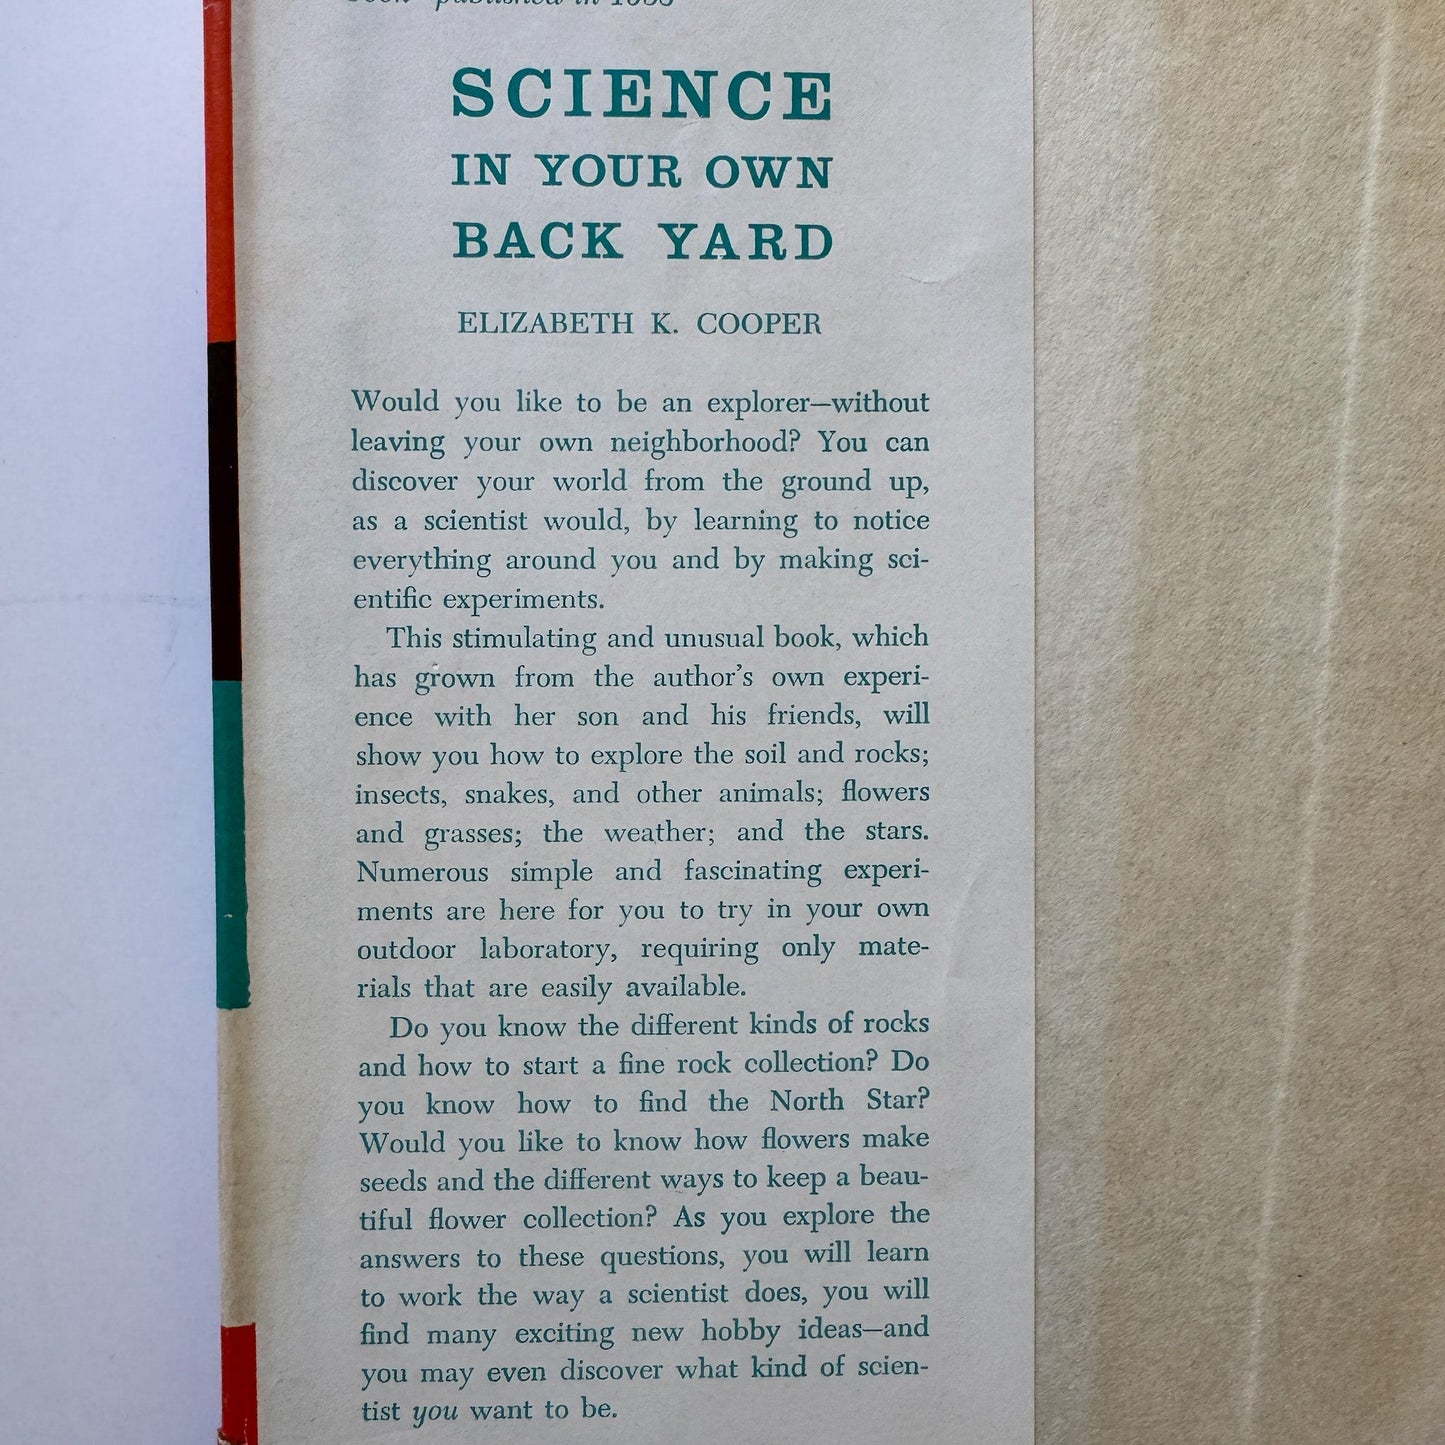 published in
SCIENCE
IN YOUR OWN
BACK YARD
ELIZABETH K. COOPER
Would you like to be an explorer—without
leaving your own neighborhood? You can
discover your world from the ground up,
as a scientist would, by learning to notice
everything around you and by making sci-
entific experiments.
This stimulating and unusual book, which
has grown from the author's own experi-
ence with her son and his friends, will
show you how to explore the soil and rocks;
insects, snakes, and other animals; flowers
and grasses; the weather; and the stars.
Numerous simple and fascinating experi-
ments are here for you to try in your own
outdoor laboratory, requiring only mate-
rials that are easily available.
Do you know the different kinds of rocks
and how to start a fine rock collection? Do
you know how to find the North Star?
Would you like to know how flowers make
seeds and the different ways to keep a beau-
tiful flower collection? As you explore the
answers to these questions, you will learn
to work the way a scientist does, you will
find many exciting new hobby ideas—and
you may even discover what kind of scien-
tist you want to be.